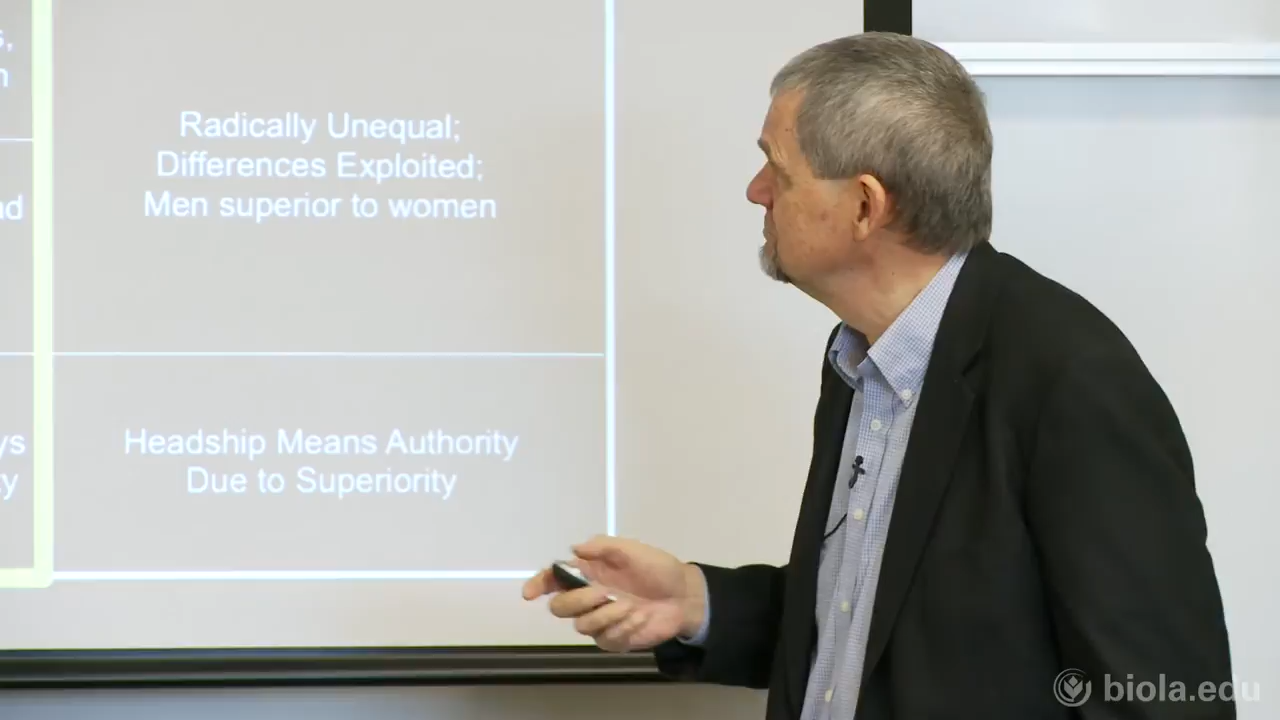 Radically Unequal;
Differences Exploited;
Men superior to women
Headship Means Authority
Due to Superiority
biola.edu